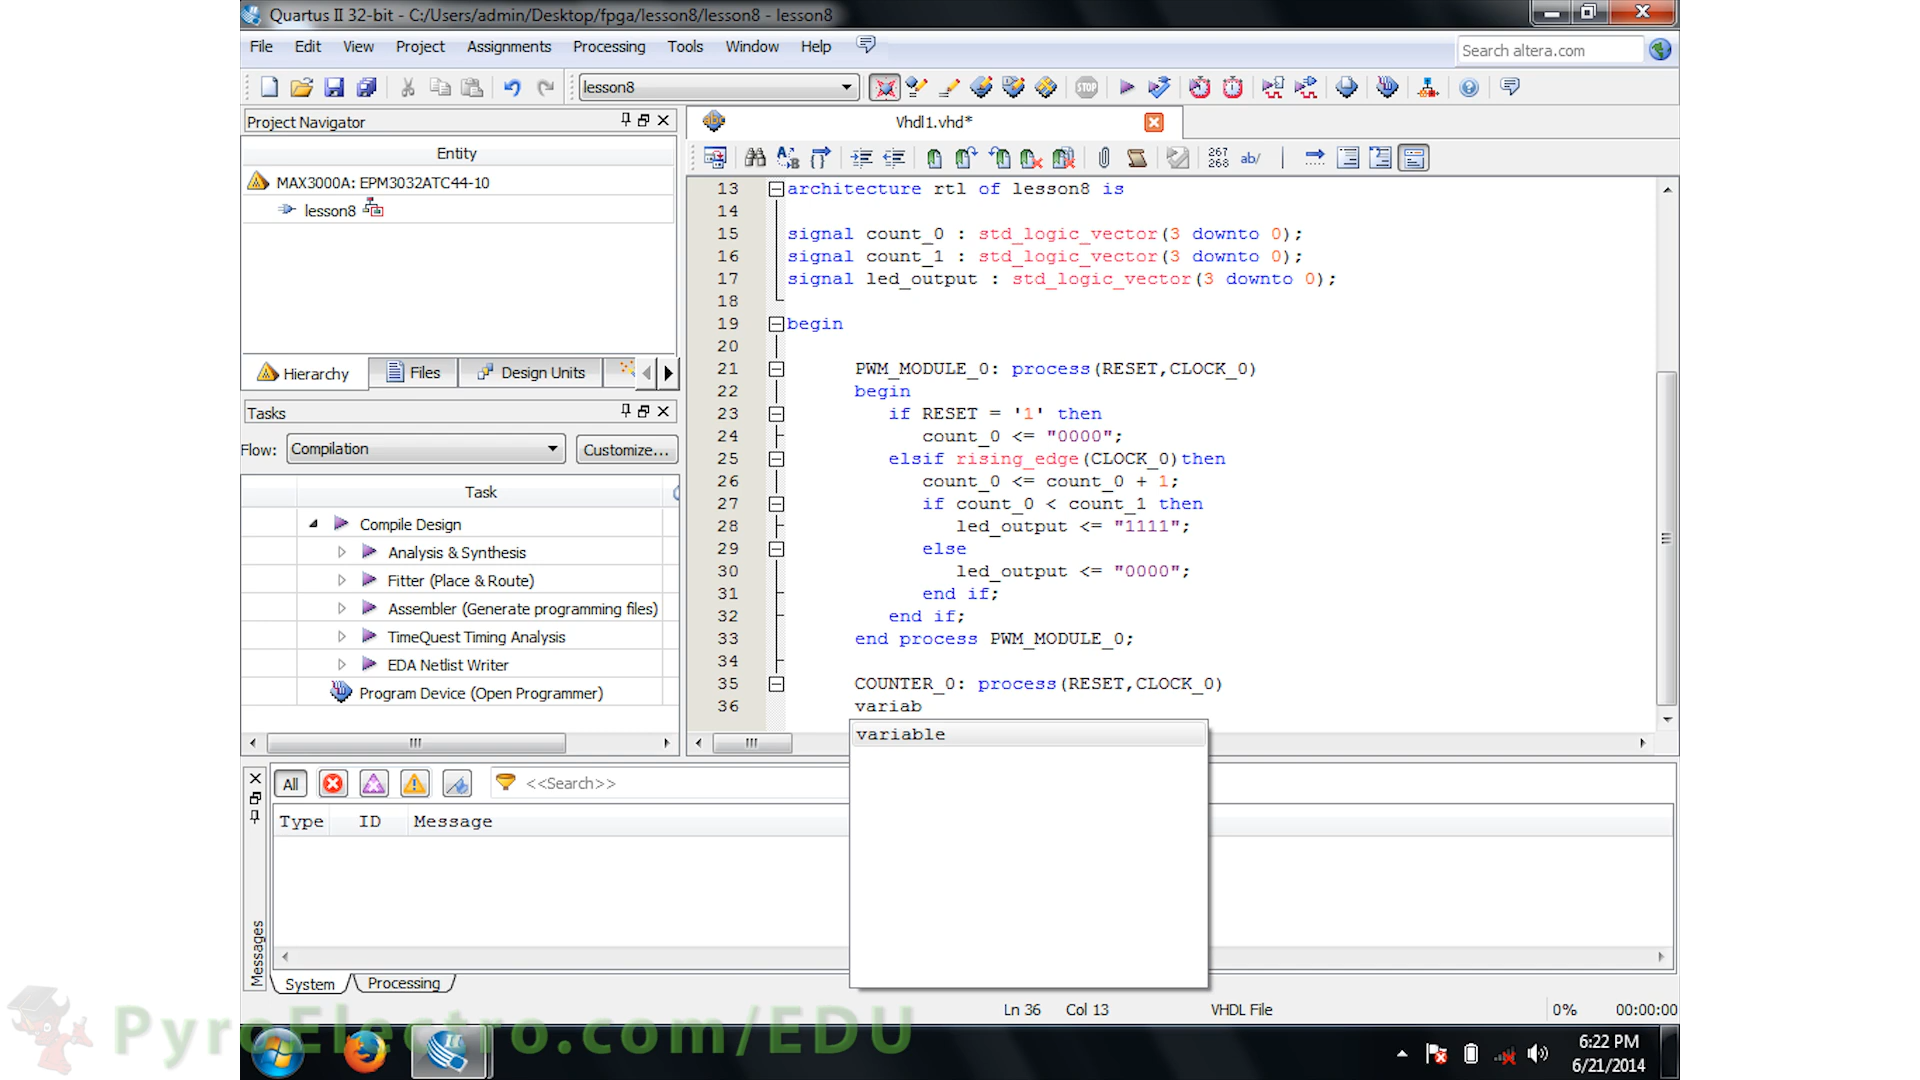 Quartus II 32-bit - C:/Users/admin/Desktop/fpga/lesson8/lesson8 - lesson8
File Edit View Project Assignments Processing Tools Window Help
Search altera.com
lesson8
STOP
Project Navigator
Entity
MAX3000A: EPM3032ATC44-10
lesson8
Hierarchy Files Design Units
Tasks
Flow: Compilation Customize...
Task
Compile Design
Analysis & Synthesis
Fitter (Place & Route)
Assembler (Generate programming files)
TimeQuest Timing Analysis
EDA Netlist Writer
Program Device (Open Programmer)
abc Vhdl1.vhd*
267
268 ab/
13 architecture rtl of lesson8 is
14
15 signal count_0 : std_logic_vector(3 downto 0);
16 signal count_1 : std_logic_vector(3 downto 0);
17 signal led_output : std_logic_vector(3 downto 0);
18
19 begin
20
21 PWM_MODULE_0: process(RESET,CLOCK_0)
22 begin
23 if RESET = '1' then
24 count_0 <= "0000";
25 elsif rising_edge(CLOCK_0)then
26 count_0 <= count_0 + 1;
27 if count_0 < count_1 then
28 led_output <= "1111";
29 else
30 led_output <= "0000";
31 end if;
32 end if;
33 end process PWM_MODULE_0;
34
35 COUNTER_0: process(RESET,CLOCK_0)
36 variab
variable
All <<Search>>
Type ID Message
Messages
System Processing
Ln 36 Col 13 VHDL File 0% 00:00:00
PyroElectro.com/EDU
6:22 PM
6/21/2014